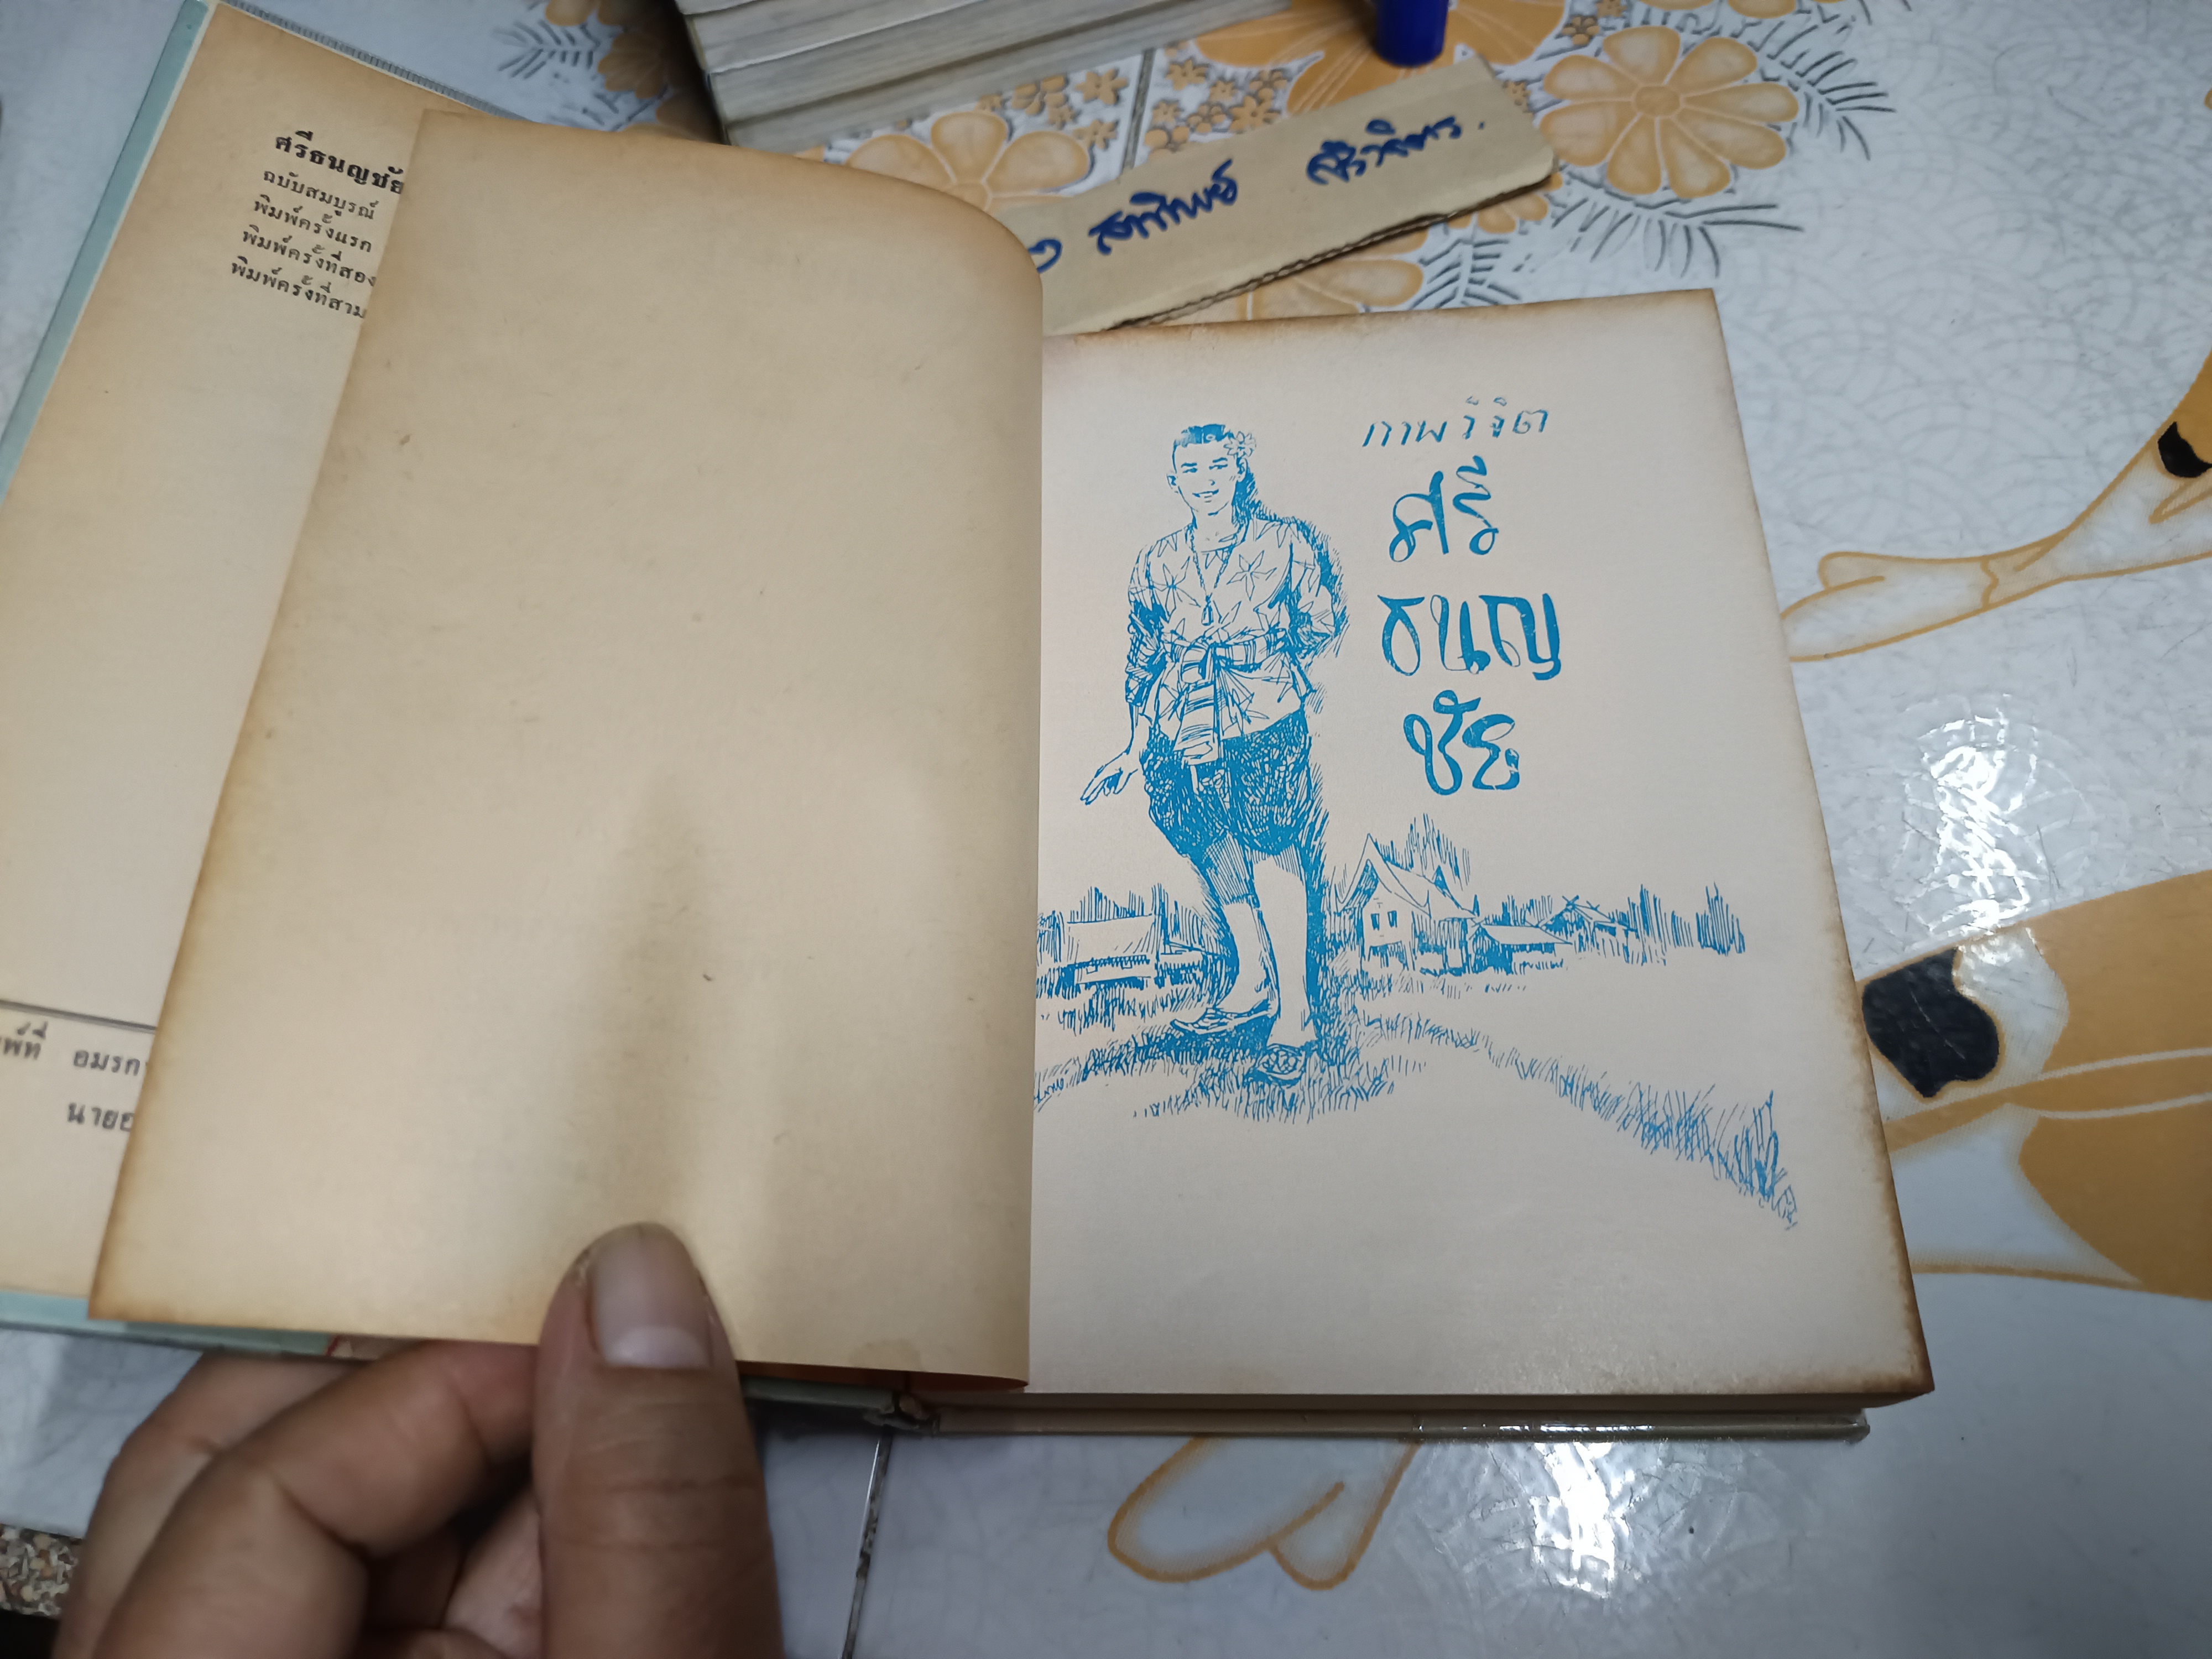 ศรีธนญชัย
ฉบับสมบูรณ์
พิมพ์ครั้งแรก
พิมพ์ครั้งที่สอง
พิมพ์ครั้งที่สาม
ภาพวิจิต
ศรี
ธนญ
ชัย